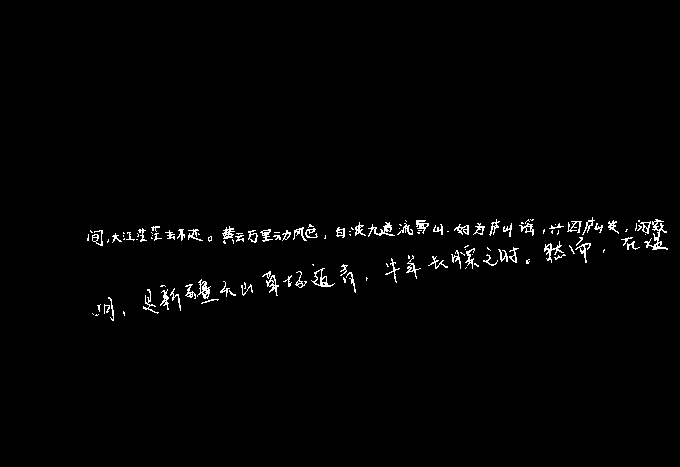 间,大江茫茫去不还。黄云万里动风色,白波九道流雪山.好为庐山谣,兴因庐山发,闲窥
明,是新疆天山草场返青,牛羊长膘之时。然而,在这